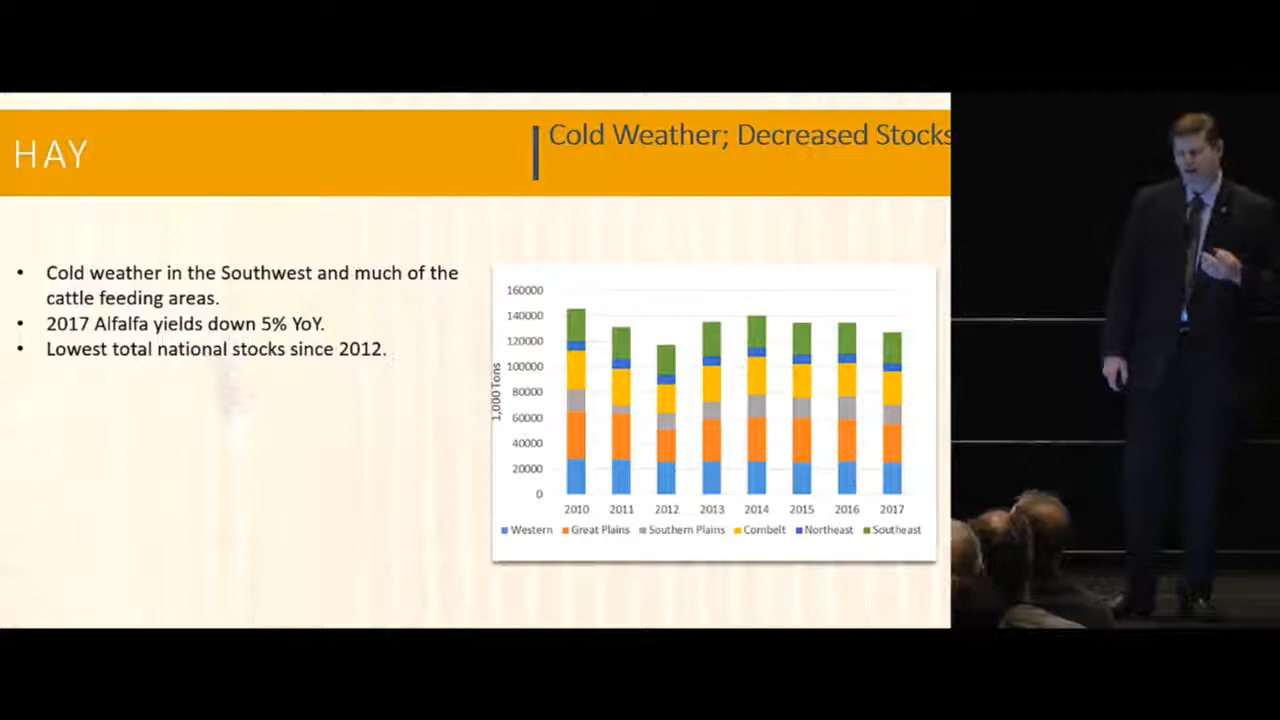 HAY
Cold Weather; Decreased Stocks
• Cold weather in the Southwest and much of the
cattle feeding areas.
• 2017 Alfalfa yields down 5% YoY.
• Lowest total national stocks since 2012.
160000
140000
120000
100000
80000
60000
40000
20000
0
1,000 Tons
2010 2011 2012 2013 2014 2015 2016 2017
Western Great Plains Southern Plains Cornbelt Northeast Southeast